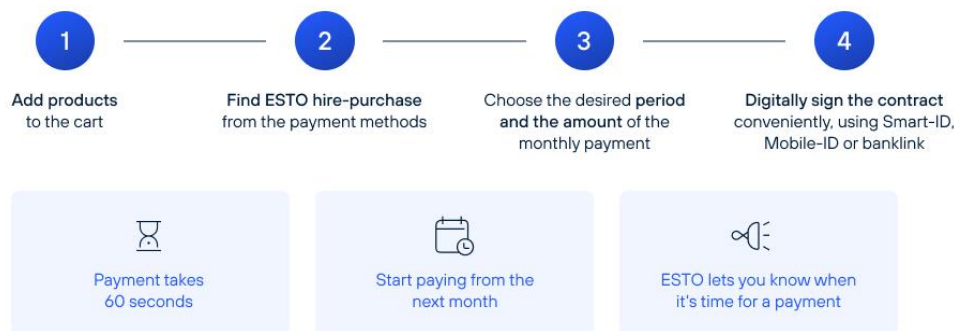 1
2
3
4
Add products
to the cart
Find ESTO hire-purchase
from the payment methods
Choose the desired period
and the amount of the
monthly payment
Digitally sign the contract
conveniently, using Smart-ID,
Mobile-ID or banklink
Payment takes
60 seconds
Start paying from the
next month
ESTO lets you know when
it's time for a payment